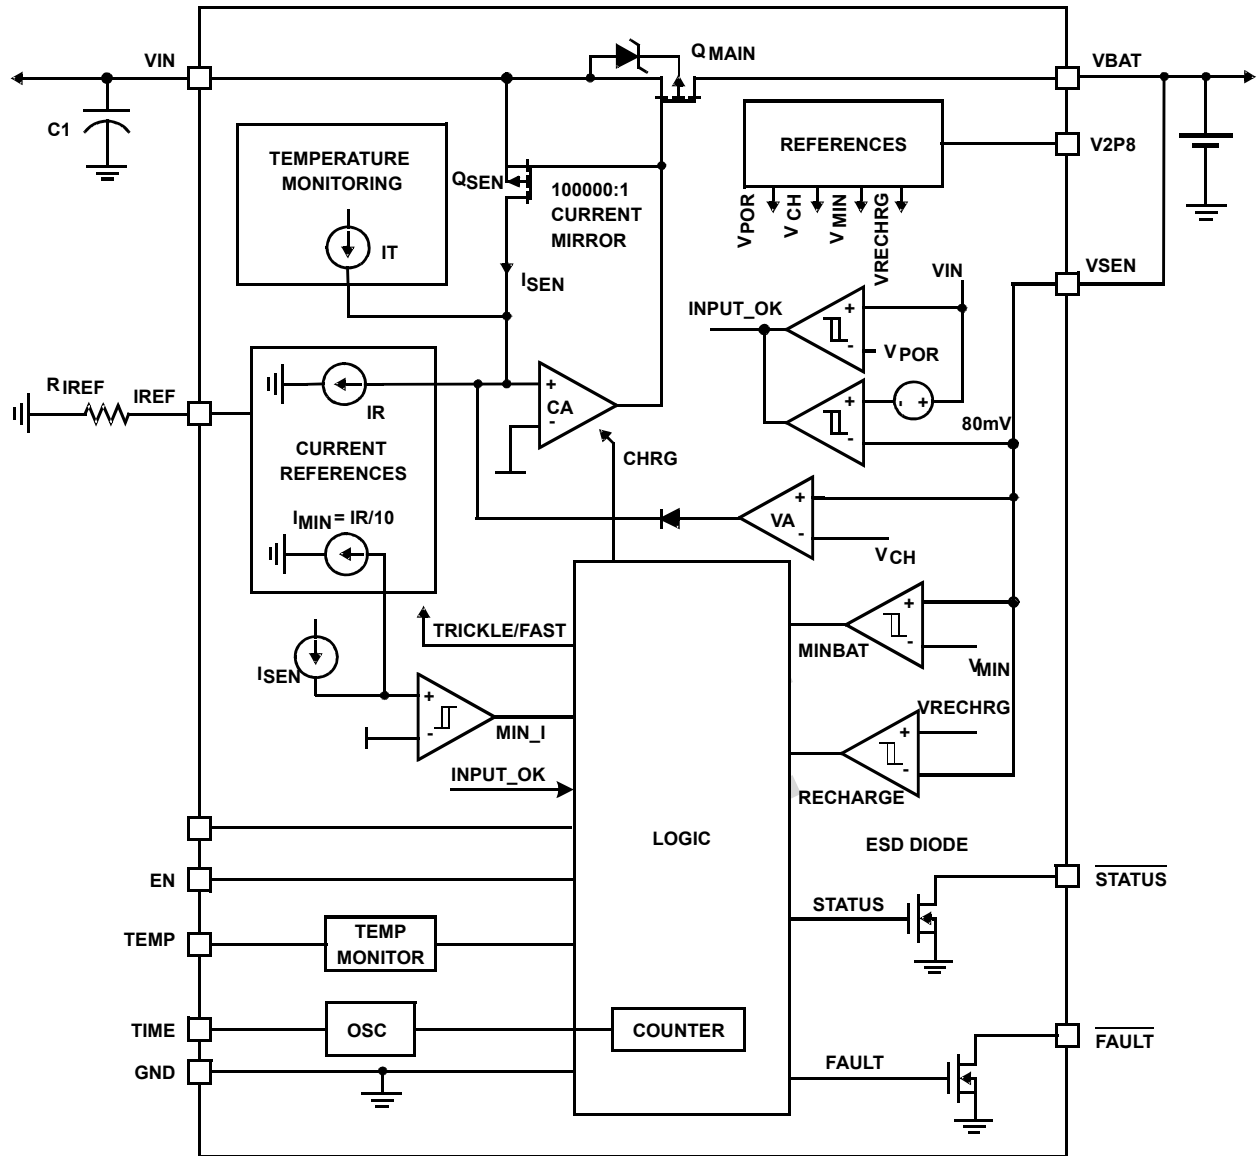 VIN
C1
Q MAIN
VBAT
V2P8
REFERENCES
VPOR
VCH
VMIN
VRECHRG
TEMPERATURE
MONITORING
IT
QSEN
100000:1
CURRENT
MIRROR
ISEN
VSEN
VIN
INPUT_OK
+
-
VPOR
+
-
- +
80mV
RIREF
IREF
IR
CURRENT
REFERENCES
IMIN = IR/10
+
CA
-
CHRG
+
VA
-
VCH
TRICKLE/FAST
ISEN
+
-
MIN_I
INPUT_OK
+
-
MINBAT
VMIN
VRECHRG
+
-
RECHARGE
LOGIC
ESD DIODE
EN
STATUS
STATUS
TEMP
TEMP
MONITOR
TIME
OSC
COUNTER
GND
FAULT
FAULT